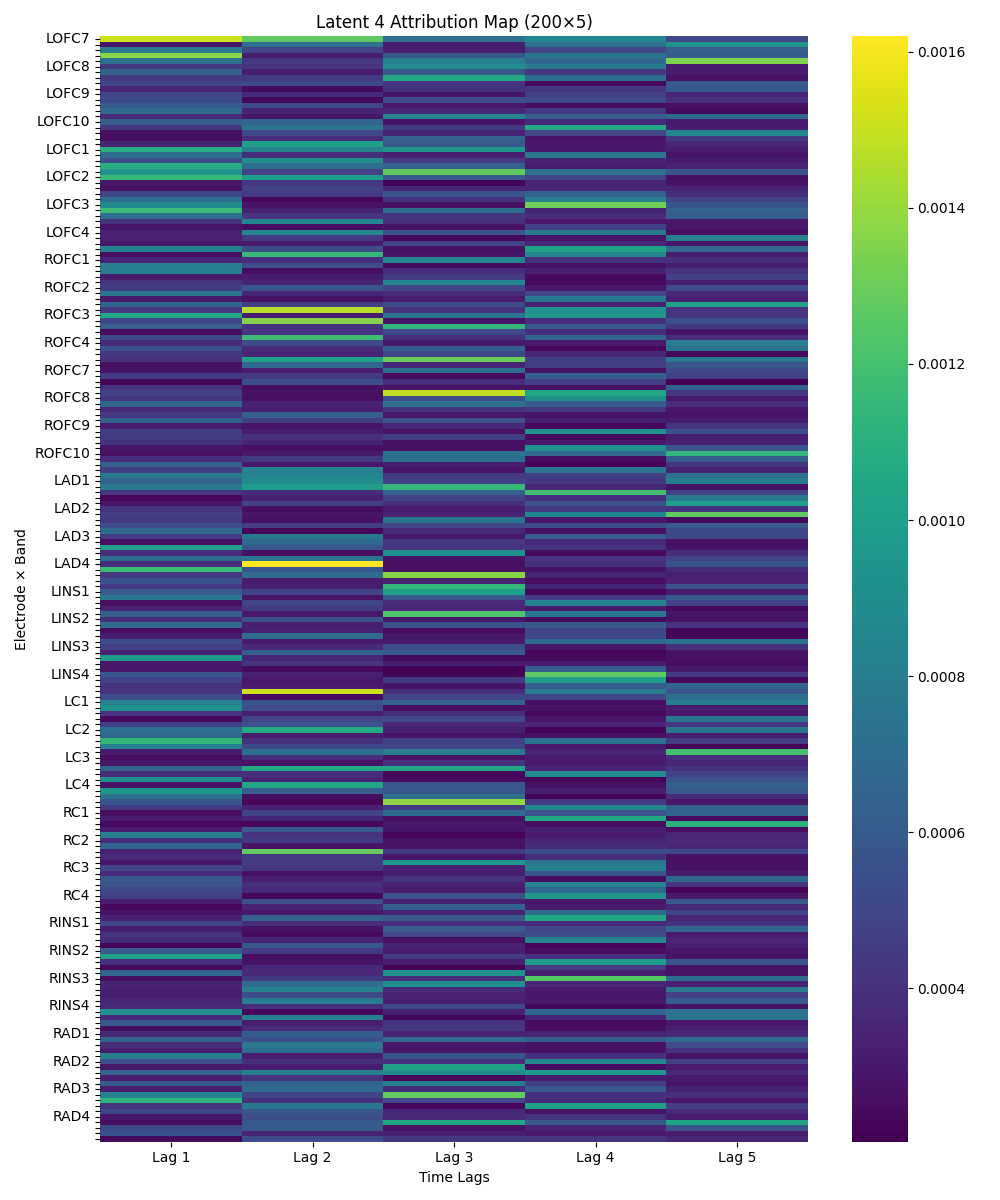 Latent 4 Attribution Map (200×5)
Electrode × Band
LOFC7
LOFC8
LOFC9
LOFC10
LOFC1
LOFC2
LOFC3
LOFC4
ROFC1
ROFC2
ROFC3
ROFC4
ROFC7
ROFC8
ROFC9
ROFC10
LAD1
LAD2
LAD3
LAD4
LINS1
LINS2
LINS3
LINS4
LC1
LC2
LC3
LC4
RC1
RC2
RC3
RC4
RINS1
RINS2
RINS3
RINS4
RAD1
RAD2
RAD3
RAD4
Lag 1
Lag 2
Lag 3
Lag 4
Lag 5
Time Lags
0.0016
0.0014
0.0012
0.0010
0.0008
0.0006
0.0004